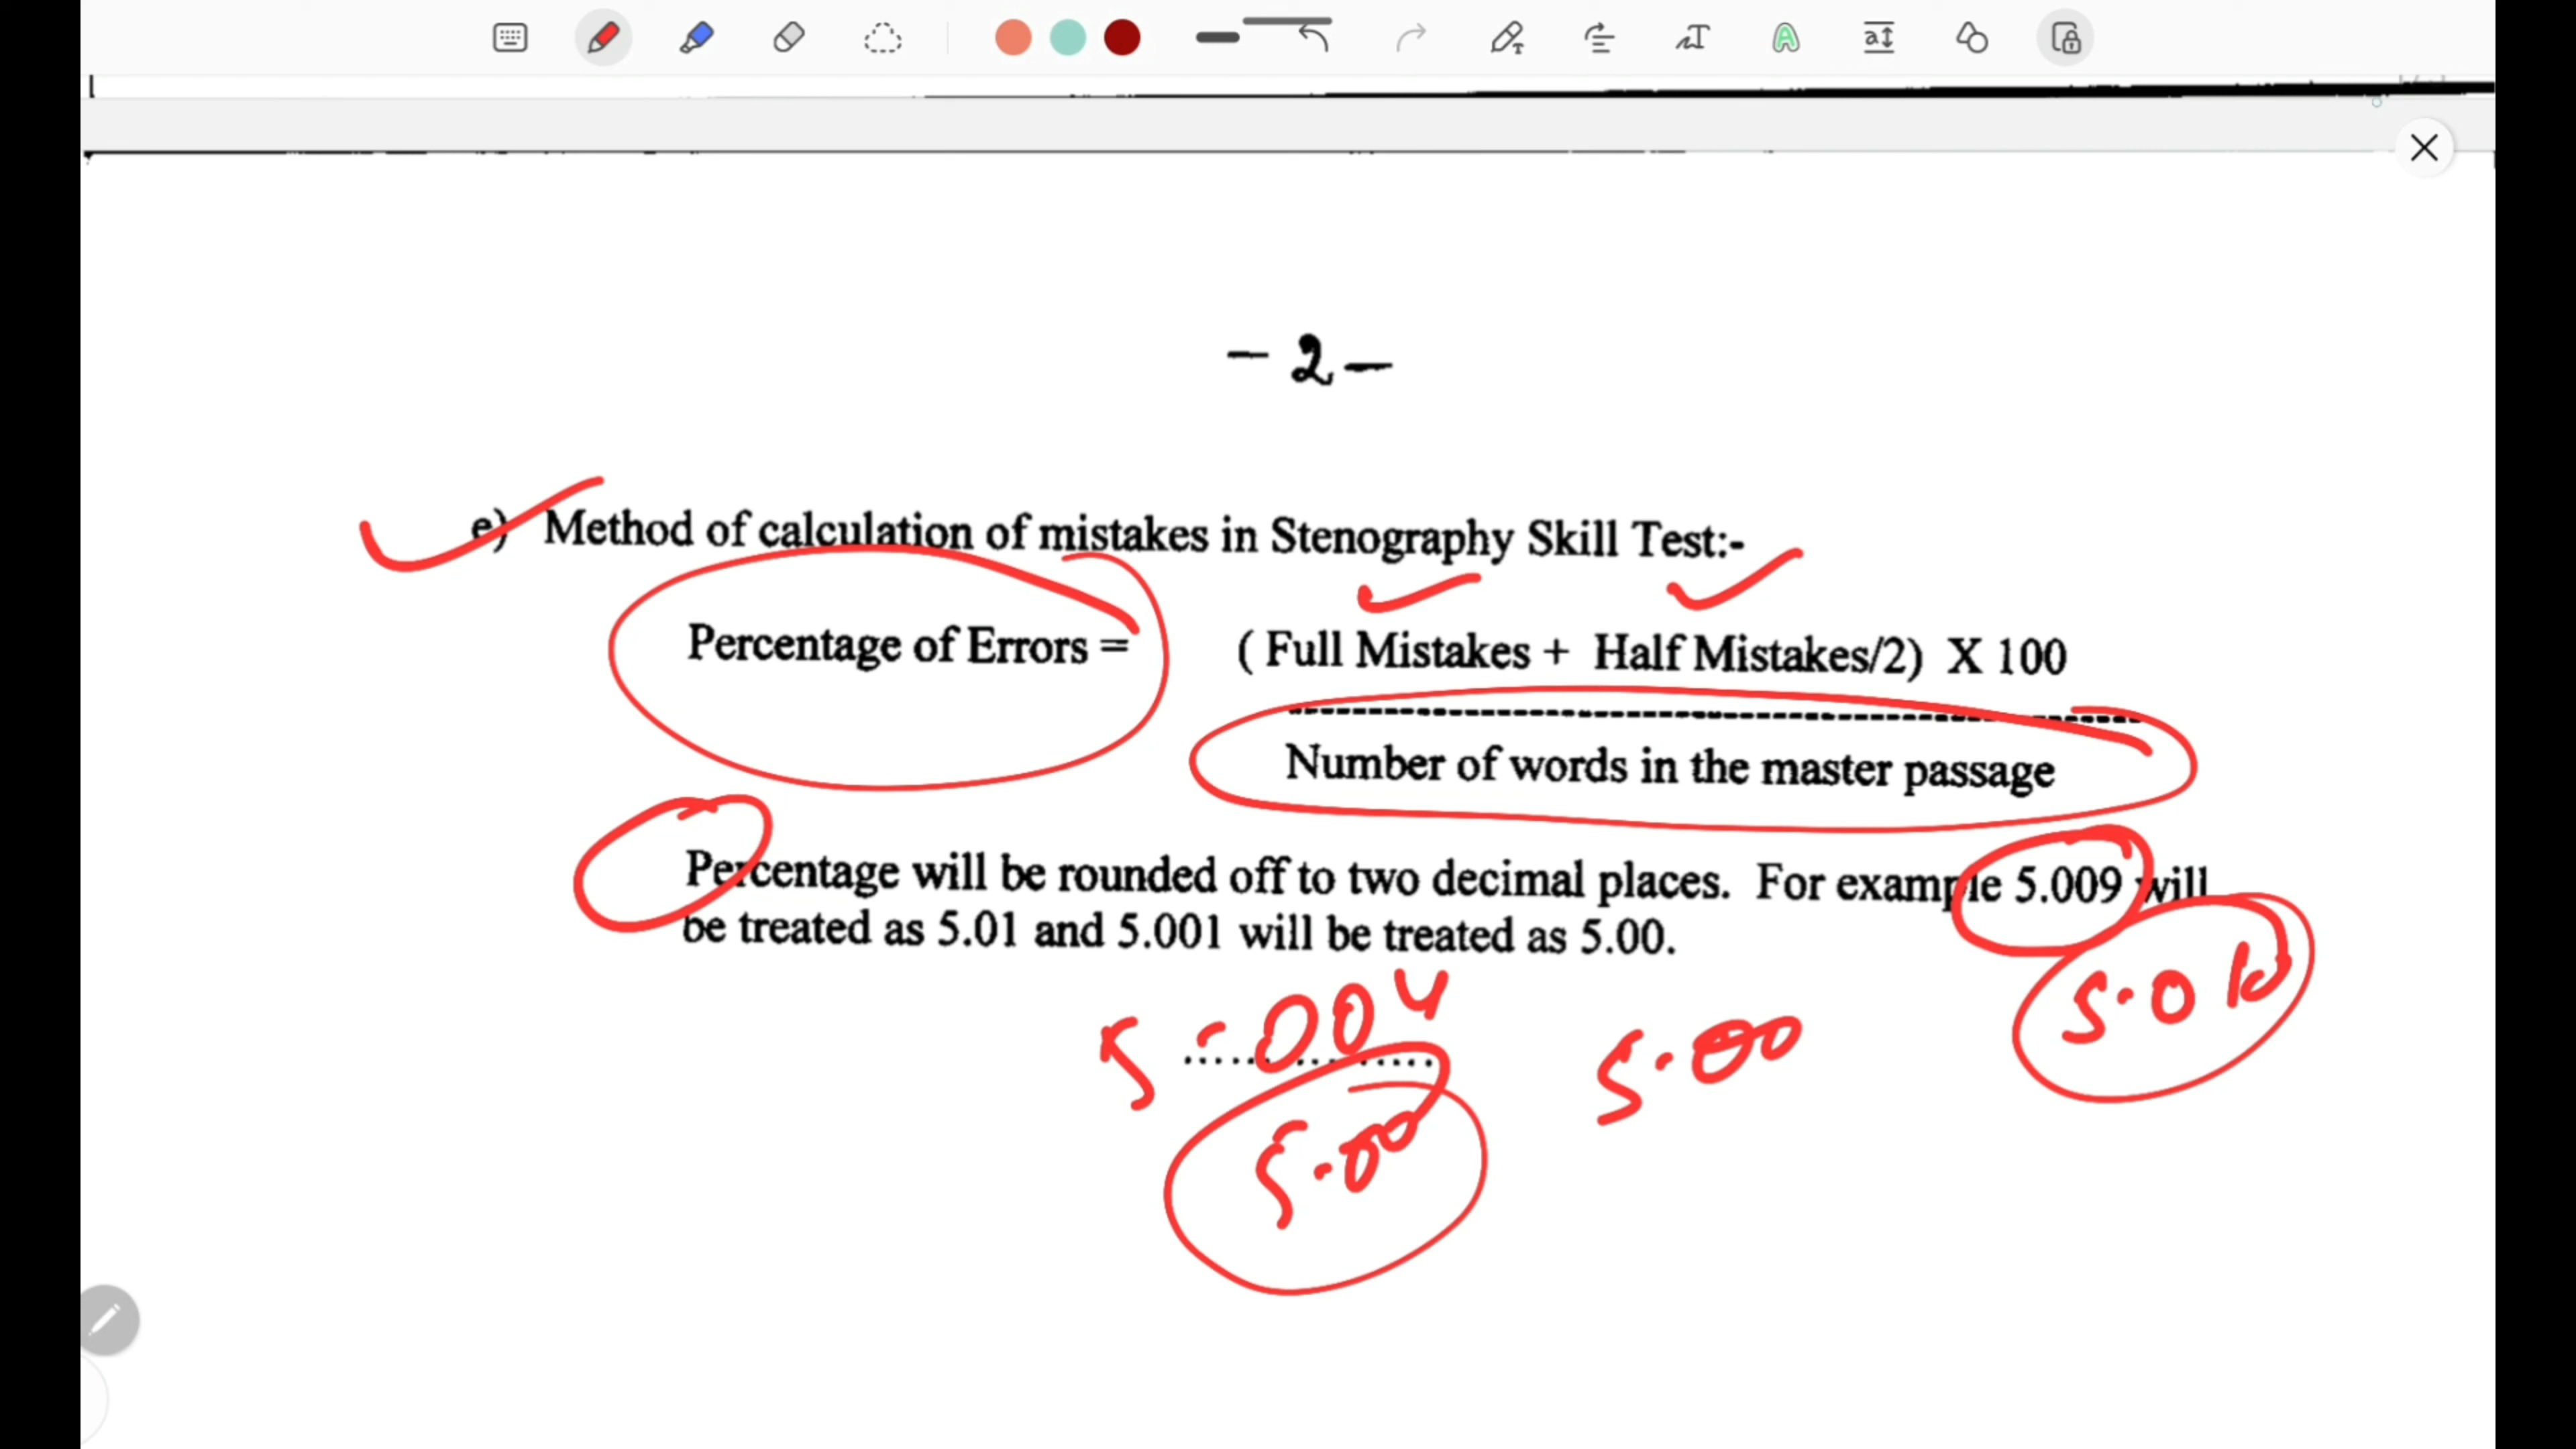 - 2 -
e) Method of calculation of mistakes in Stenography Skill Test:-
Percentage of Errors = ( Full Mistakes + Half Mistakes/2) X 100
Number of words in the master passage
Percentage will be rounded off to two decimal places. For example 5.009 will
be treated as 5.01 and 5.001 will be treated as 5.00.
5.004
5.00
5.00